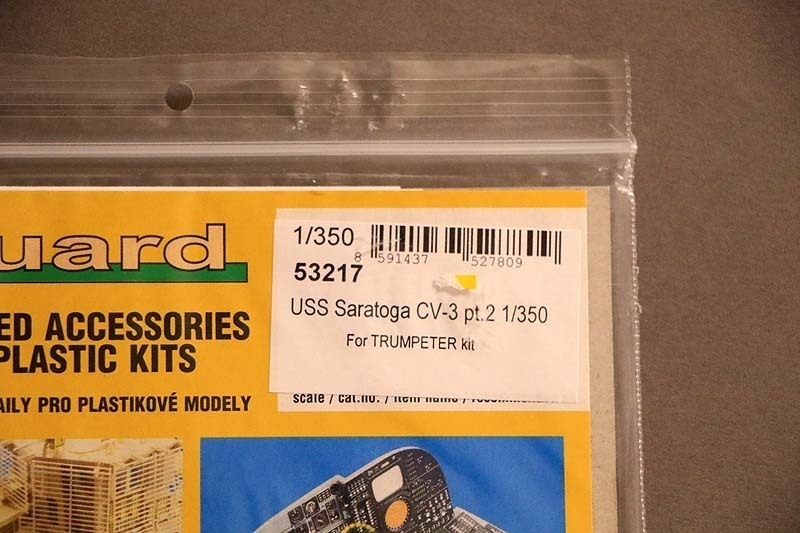 uard
1/350
8 591437 527809
53217
USS Saratoga CV-3 pt.2 1/350
For TRUMPETER kit
ED ACCESSORIES
PLASTIC KITS
AILY PRO PLASTIKOVÉ MODELY
scale / cat.no. / item name /